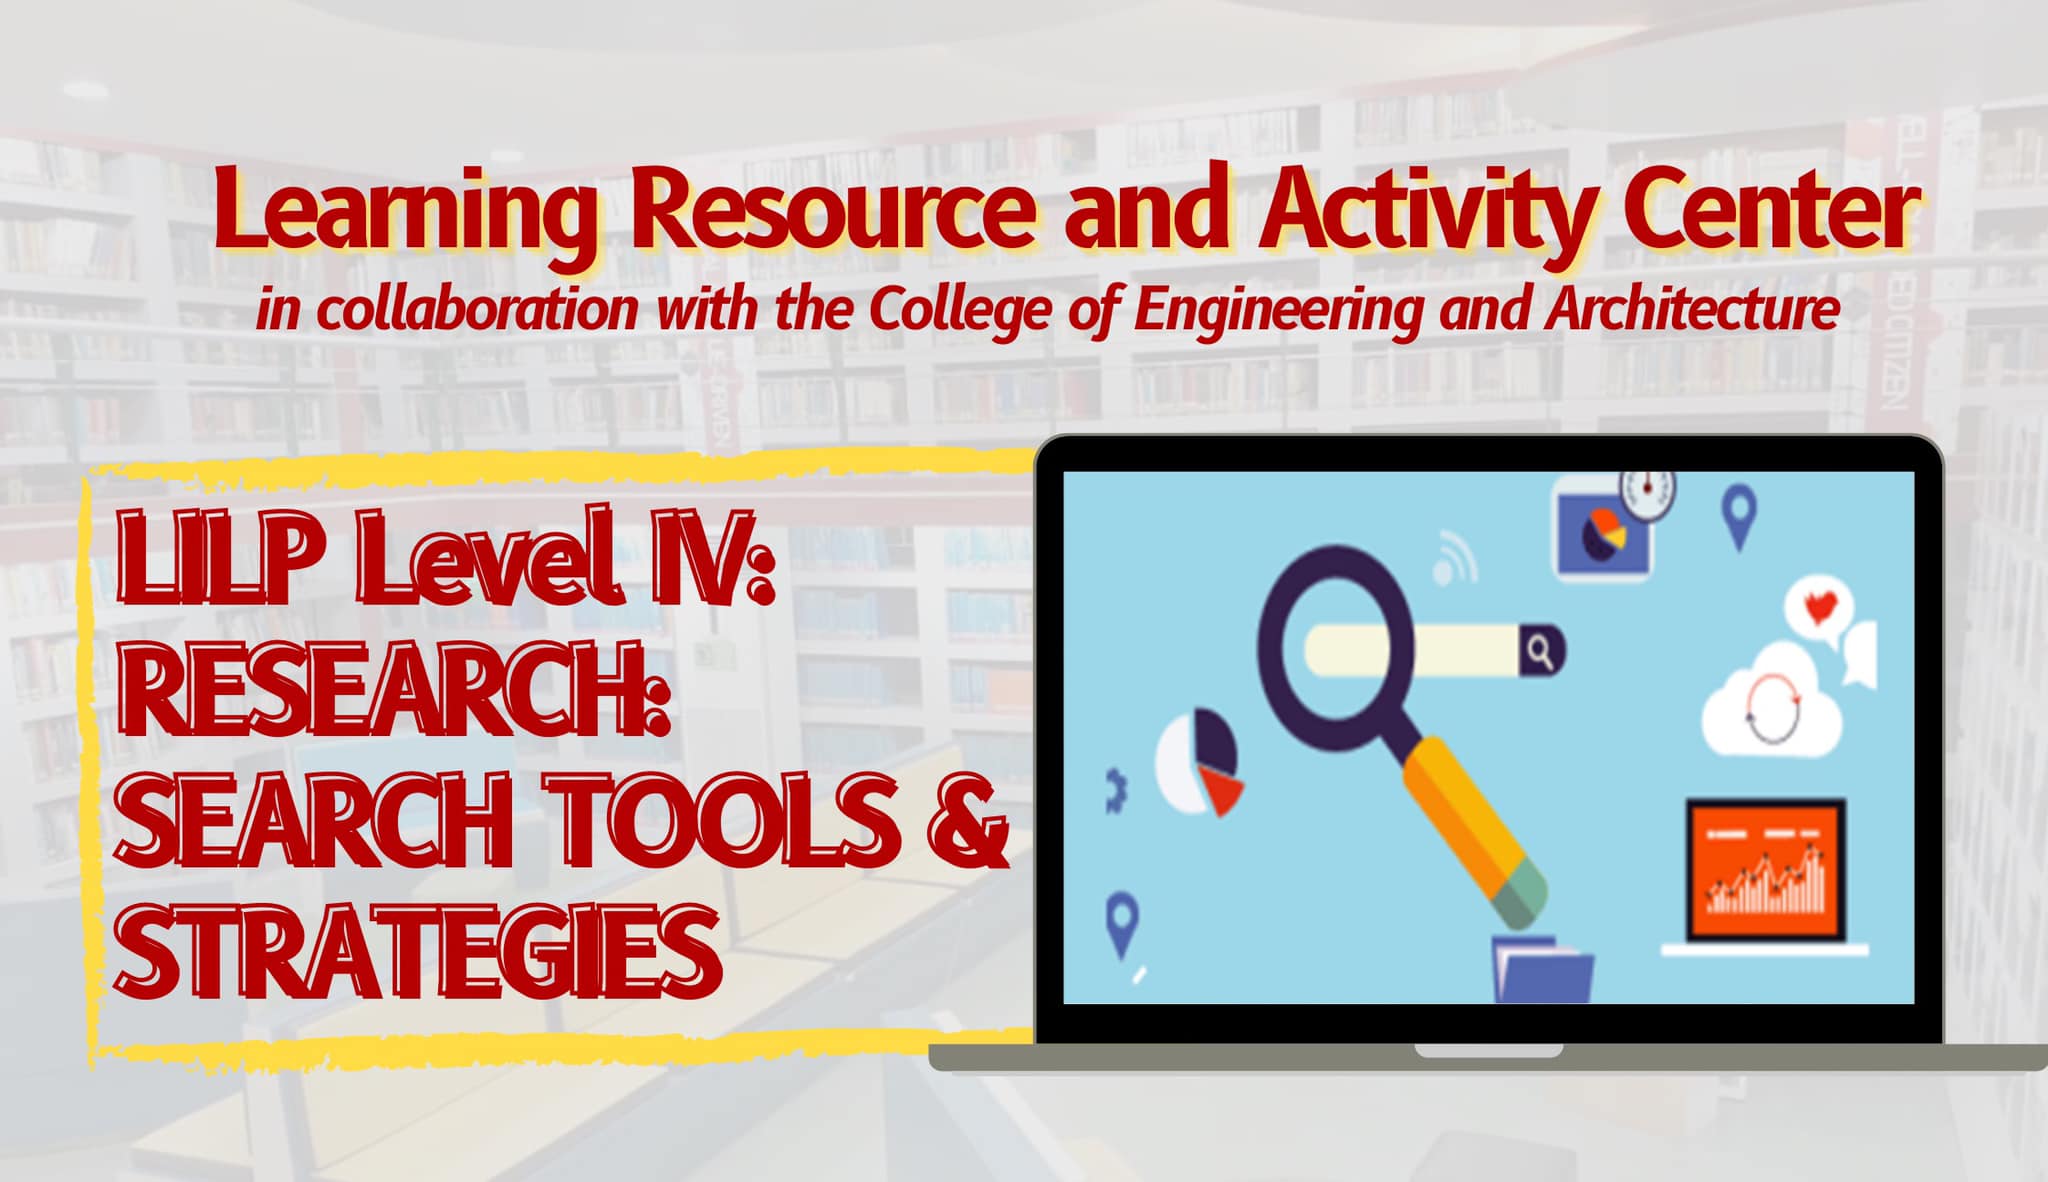 Learning Resource and Activity Center
in collaboration with the College of Engineering and Architecture
LILP Level IV:
RESEARCH:
SEARCH TOOLS &
STRATEGIES